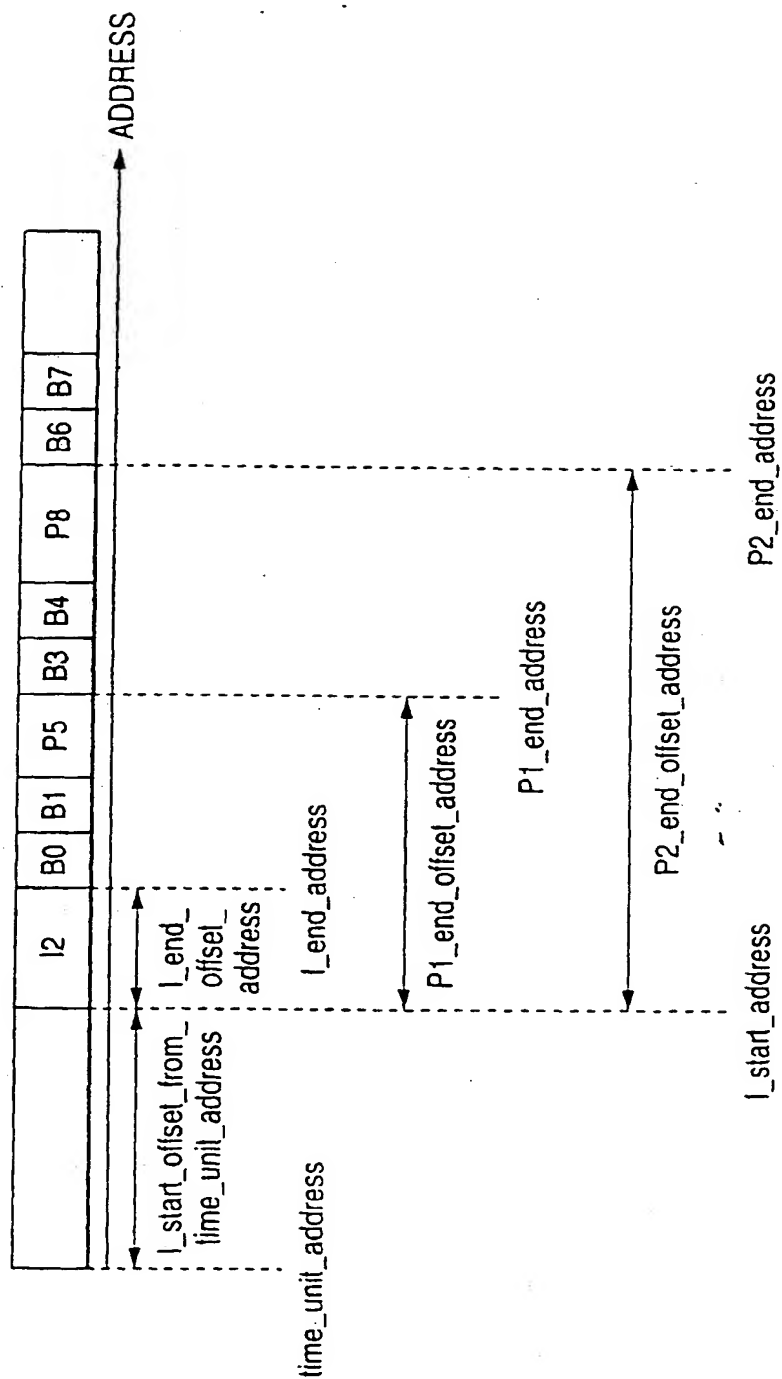 ADDRESS
I2 B0 B1 P5 B3 B4 P8 B6 B7
I_start_offset_from_
time_unit_address
I_end_
offset_
address
time_unit_address
I_end_address
P1_end_offset_address
P1_end_address
P2_end_offset_address
I_start_address
P2_end_address